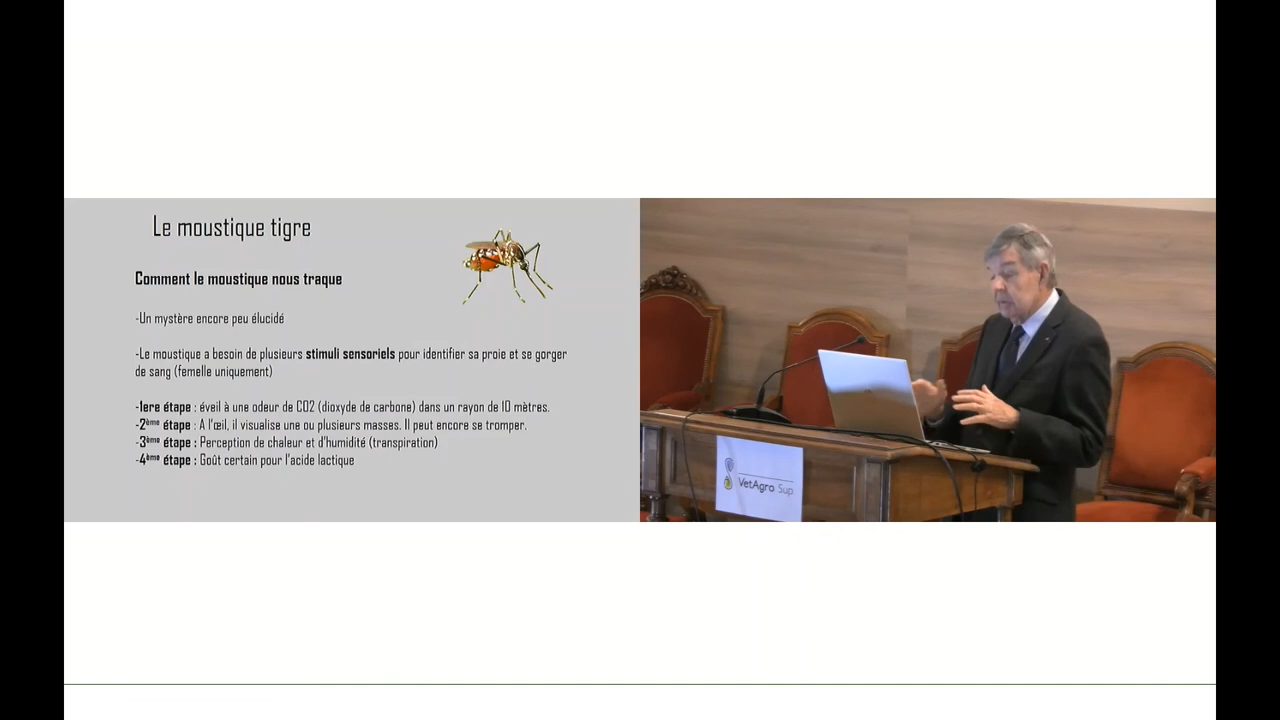 Le moustique tigre
Comment le moustique nous traque
-Un mystère encore peu élucidé
-Le moustique a besoin de plusieurs stimuli sensoriels pour identifier sa proie et se gorger
de sang (femelle uniquement)
-1ere étape : éveil à une odeur de CO2 (dioxyde de carbone) dans un rayon de 10 mètres.
-2ème étape : A l'œil, il visualise une ou plusieurs masses. Il peut encore se tromper.
-3ème étape : Perception de chaleur et d'humidité (transpiration)
-4ème étape : Goût certain pour l'acide lactique
VetAgro Sup